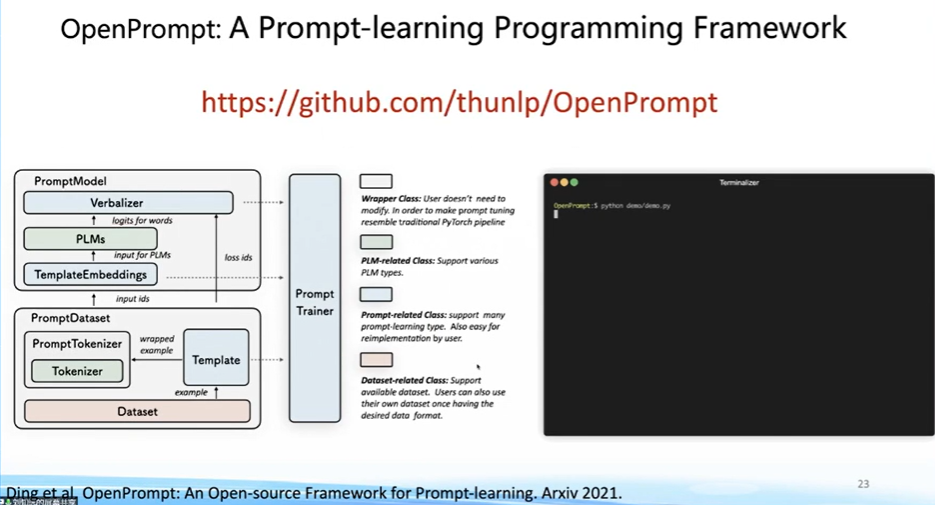 OpenPrompt: A Prompt-learning Programming Framework
https://github.com/thunlp/OpenPrompt
PromptModel
Verbalizer
logits for words
PLMs
input for PLMs
loss ids
TemplateEmbeddings
input ids
PromptDataset
PromptTokenizer
Tokenizer
wrapped
example
Template
example
Dataset
Prompt
Trainer
Wrapper Class: User doesn't need to
modify. In order to make prompt tuning
resemble traditional PyTorch pipeline
PLM-related Class: Support various
PLM types.
Prompt-related Class: support many
prompt-learning type. Also easy for
reimplementation by user.
Dataset-related Class: Support
available dataset. Users can also use
their own dataset once having the
desired data format.
Terminalizer
OpenPrompt:$ python demo/demo.py
23
Ding et al. OpenPrompt: An Open-source Framework for Prompt-learning. Arxiv 2021.